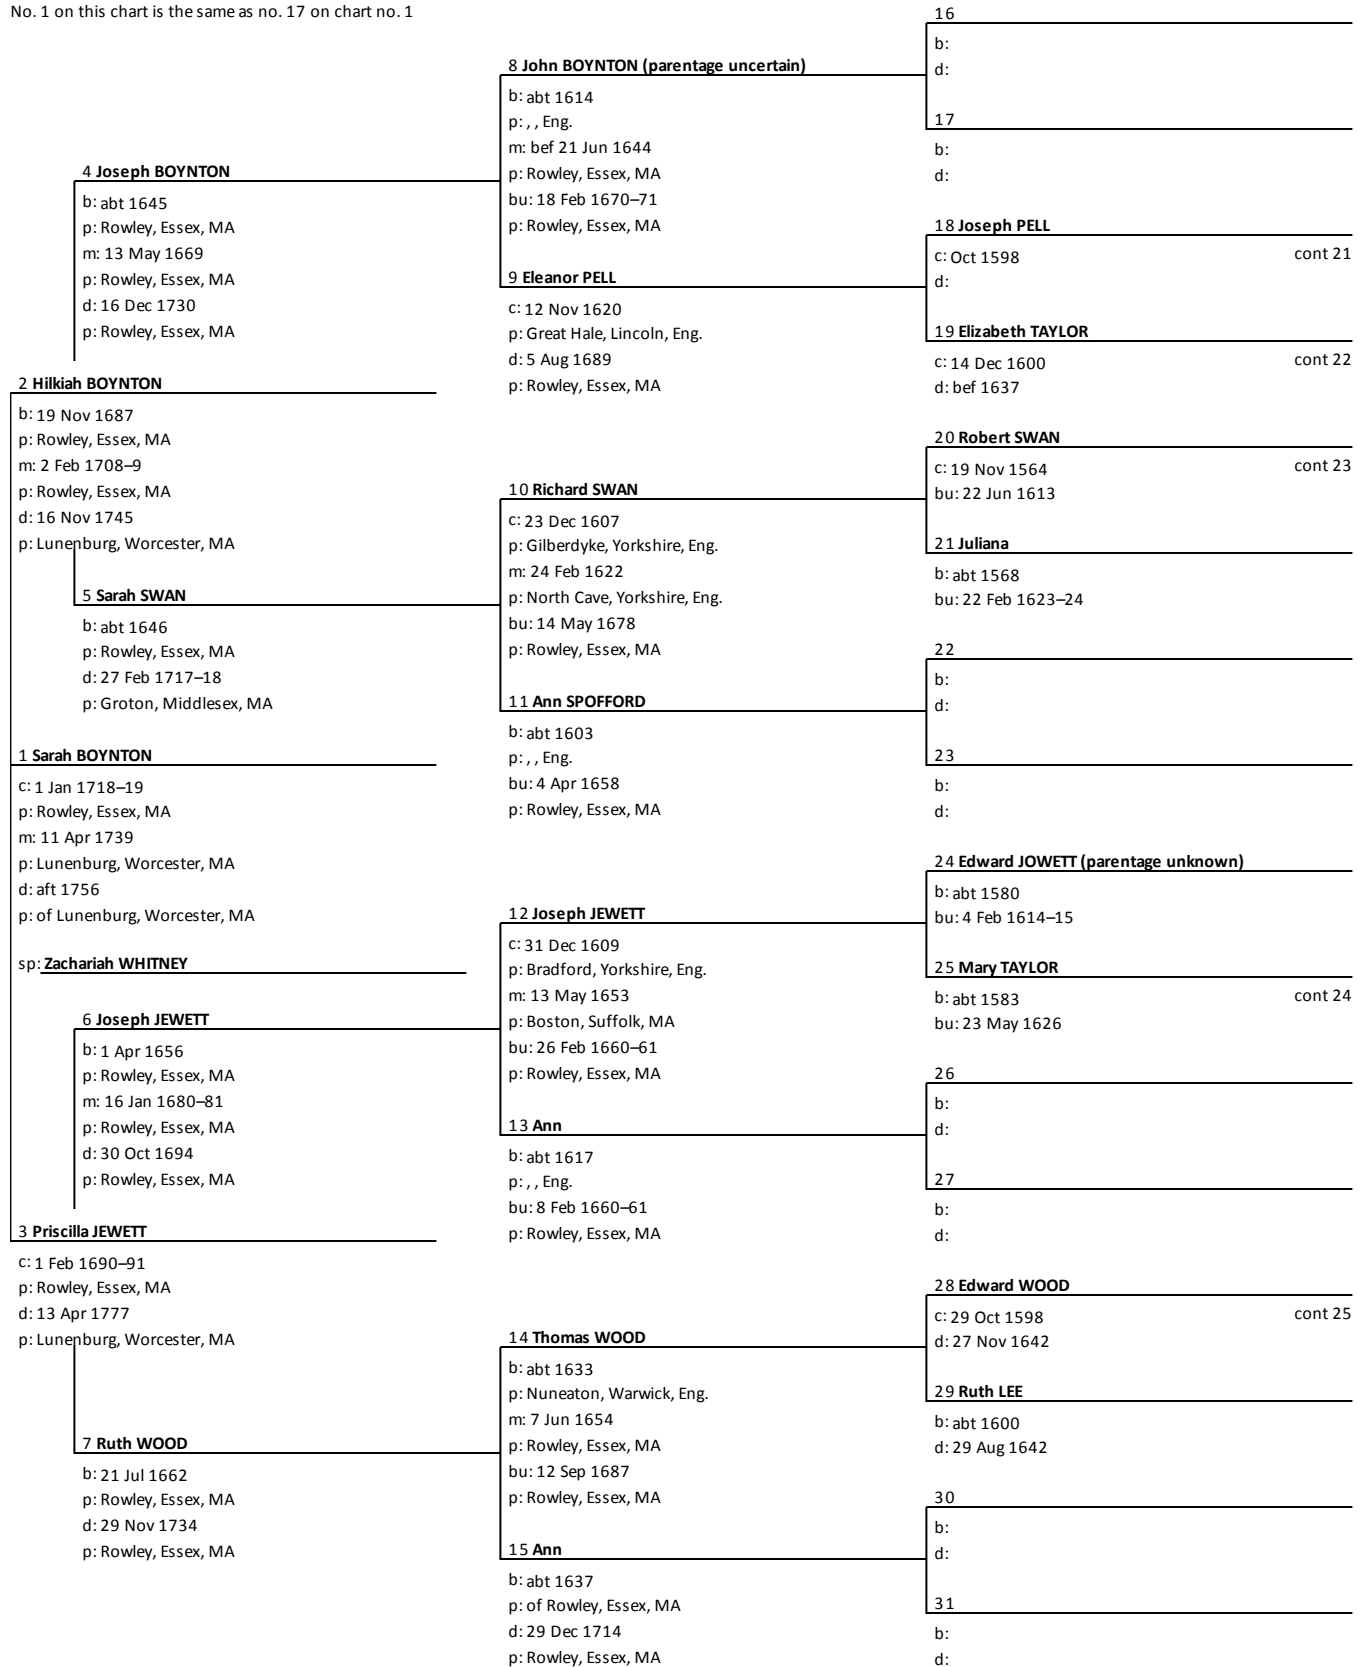 No. 1 on this chart is the same as no. 17 on chart no. 1
4 Joseph BOYNTON
b: abt 1645
p: Rowley, Essex, MA
m: 13 May 1669
p: Rowley, Essex, MA
d: 16 Dec 1730
p: Rowley, Essex, MA
2 Hilkiah BOYNTON
b: 19 Nov 1687
p: Rowley, Essex, MA
m: 2 Feb 1708–9
p: Rowley, Essex, MA
d: 16 Nov 1745
p: Lunenburg, Worcester, MA
5 Sarah SWAN
b: abt 1646
p: Rowley, Essex, MA
d: 27 Feb 1717–18
p: Groton, Middlesex, MA
1 Sarah BOYNTON
c: 1 Jan 1718–19
p: Rowley, Essex, MA
m: 11 Apr 1739
p: Lunenburg, Worcester, MA
d: aft 1756
p: of Lunenburg, Worcester, MA
sp: Zachariah WHITNEY
6 Joseph JEWETT
b: 1 Apr 1656
p: Rowley, Essex, MA
m: 16 Jan 1680–81
p: Rowley, Essex, MA
d: 30 Oct 1694
p: Rowley, Essex, MA
3 Priscilla JEWETT
c: 1 Feb 1690–91
p: Rowley, Essex, MA
d: 13 Apr 1777
p: Lunenburg, Worcester, MA
7 Ruth WOOD
b: 21 Jul 1662
p: Rowley, Essex, MA
d: 29 Nov 1734
p: Rowley, Essex, MA
8 John BOYNTON (parentage uncertain)
b: abt 1614
p: , , Eng.
m: bef 21 Jun 1644
p: Rowley, Essex, MA
bu: 18 Feb 1670–71
p: Rowley, Essex, MA
9 Eleanor PELL
c: 12 Nov 1620
p: Great Hale, Lincoln, Eng.
d: 5 Aug 1689
p: Rowley, Essex, MA
10 Richard SWAN
c: 23 Dec 1607
p: Gilberdyke, Yorkshire, Eng.
m: 24 Feb 1622
p: North Cave, Yorkshire, Eng.
bu: 14 May 1678
p: Rowley, Essex, MA
11 Ann SPOFFORD
b: abt 1603
p: , , Eng.
bu: 4 Apr 1658
p: Rowley, Essex, MA
12 Joseph JEWETT
c: 31 Dec 1609
p: Bradford, Yorkshire, Eng.
m: 13 May 1653
p: Boston, Suffolk, MA
bu: 26 Feb 1660–61
p: Rowley, Essex, MA
13 Ann
b: abt 1617
p: , , Eng.
bu: 8 Feb 1660–61
p: Rowley, Essex, MA
14 Thomas WOOD
b: abt 1633
p: Nuneaton, Warwick, Eng.
m: 7 Jun 1654
p: Rowley, Essex, MA
bu: 12 Sep 1687
p: Rowley, Essex, MA
15 Ann
b: abt 1637
p: of Rowley, Essex, MA
d: 29 Dec 1714
p: Rowley, Essex, MA
16
b:
d:
17
b:
d:
18 Joseph PELL
c: Oct 1598 cont 21
d:
19 Elizabeth TAYLOR
c: 14 Dec 1600 cont 22
d: bef 1637
20 Robert SWAN
c: 19 Nov 1564 cont 23
bu: 22 Jun 1613
21 Juliana
b: abt 1568
bu: 22 Feb 1623–24
22
b:
d:
23
b:
d:
24 Edward JOWETT (parentage unknown)
b: abt 1580
bu: 4 Feb 1614–15
25 Mary TAYLOR
b: abt 1583 cont 24
bu: 23 May 1626
26
b:
d:
27
b:
d:
28 Edward WOOD
c: 29 Oct 1598 cont 25
d: 27 Nov 1642
29 Ruth LEE
b: abt 1600
d: 29 Aug 1642
30
b:
d:
31
b:
d: